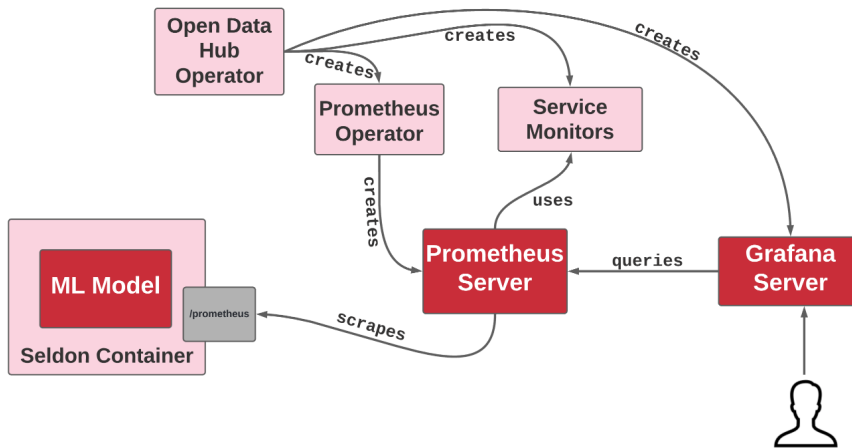 Open Data
Hub
Operator
creates
creates
creates
Prometheus
Operator
Service
Monitors
creates
uses
Prometheus
Server
queries
Grafana
Server
ML Model
/prometheus
Seldon Container
scrapes